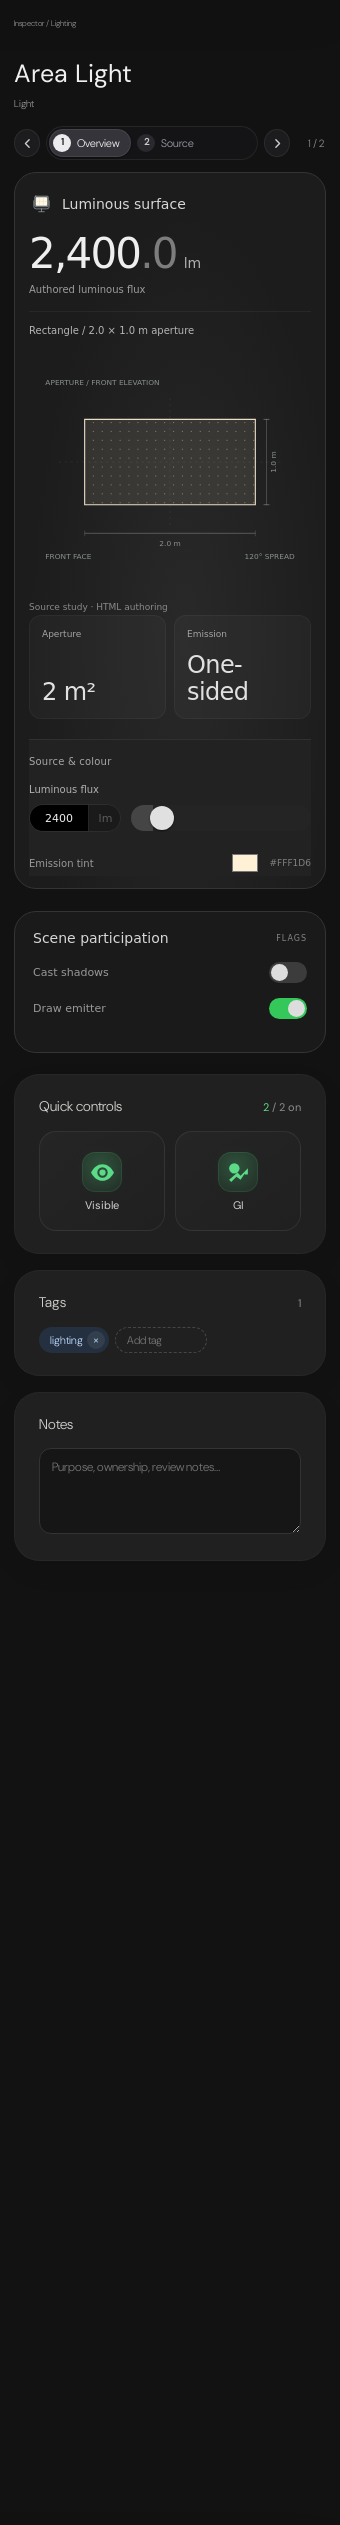 Inspector / Lighting
Area Light
Light
1 Overview 2 Source 1 / 2
Luminous surface
2,400.0 lm
Authored luminous flux
Rectangle / 2.0 × 1.0 m aperture
APERTURE / FRONT ELEVATION
1.0 m
2.0 m
FRONT FACE 120° SPREAD
Source study · HTML authoring
Aperture Emission
2 m² One-
sided
Source & colour
Luminous flux
2400 lm
Emission tint #FFF1D6
Scene participation FLAGS
Cast shadows
Draw emitter
Quick controls 2 / 2 on
Visible GI
Tags 1
lighting × Add tag
Notes
Purpose, ownership, review notes...